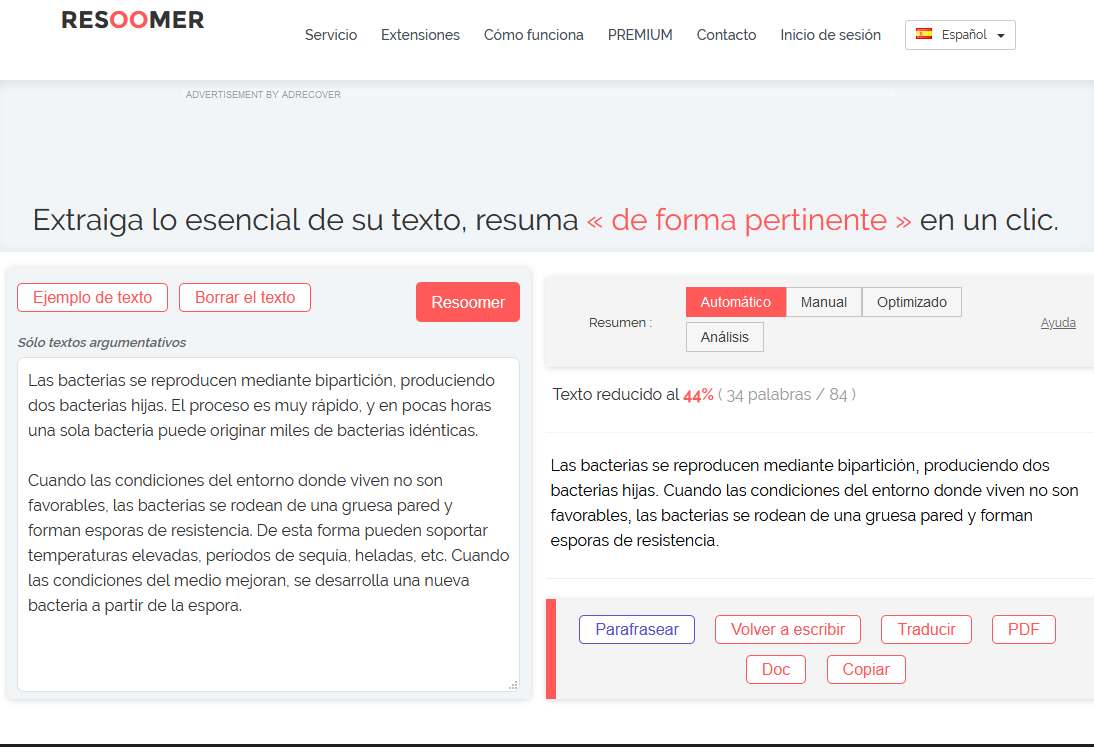 RESOOMER
Servicio Extensiones Cómo funciona PREMIUM Contacto Inicio de sesión Español
ADVERTISEMENT BY ADRECOVER
Extraiga lo esencial de su texto, resuma « de forma pertinente » en un clic.
Ejemplo de texto Borrar el texto Resoomer
Sólo textos argumentativos
Las bacterias se reproducen mediante bipartición, produciendo
dos bacterias hijas. El proceso es muy rápido, y en pocas horas
una sola bacteria puede originar miles de bacterias idénticas.
Cuando las condiciones del entorno donde viven no son
favorables, las bacterias se rodean de una gruesa pared y
forman esporas de resistencia. De esta forma pueden soportar
temperaturas elevadas, periodos de sequía, heladas, etc. Cuando
las condiciones del medio mejoran, se desarrolla una nueva
bacteria a partir de la espora.
Resumen :
Automático Manual Optimizado
Análisis
Ayuda
Texto reducido al 44% ( 34 palabras / 84 )
Las bacterias se reproducen mediante bipartición, produciendo dos
bacterias hijas. Cuando las condiciones del entorno donde viven no son
favorables, las bacterias se rodean de una gruesa pared y forman
esporas de resistencia.
Parafrasear Volver a escribir Traducir PDF
Doc Copiar